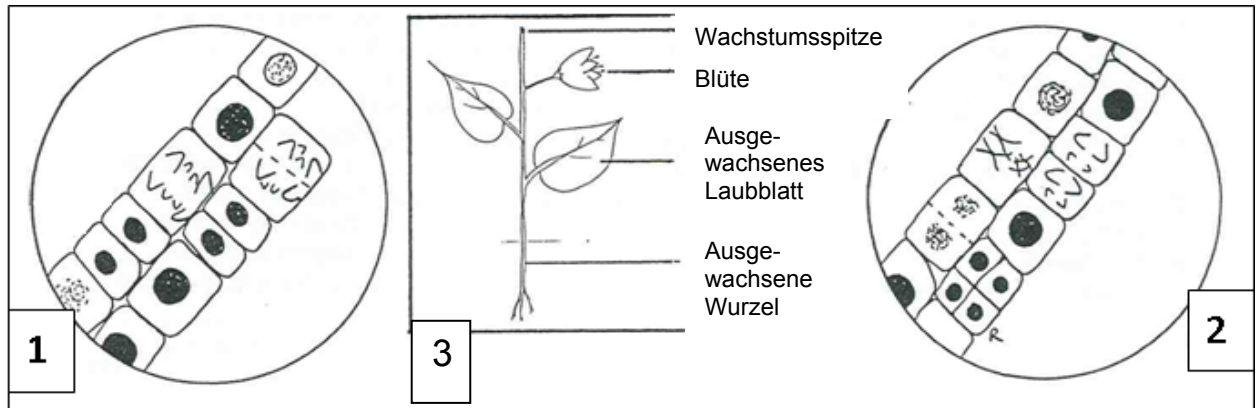 Wachstumsspitze
Blüte
Ausge-
wachsenes
Laubblatt
Ausge-
wachsene
Wurzel
1
3
R
2